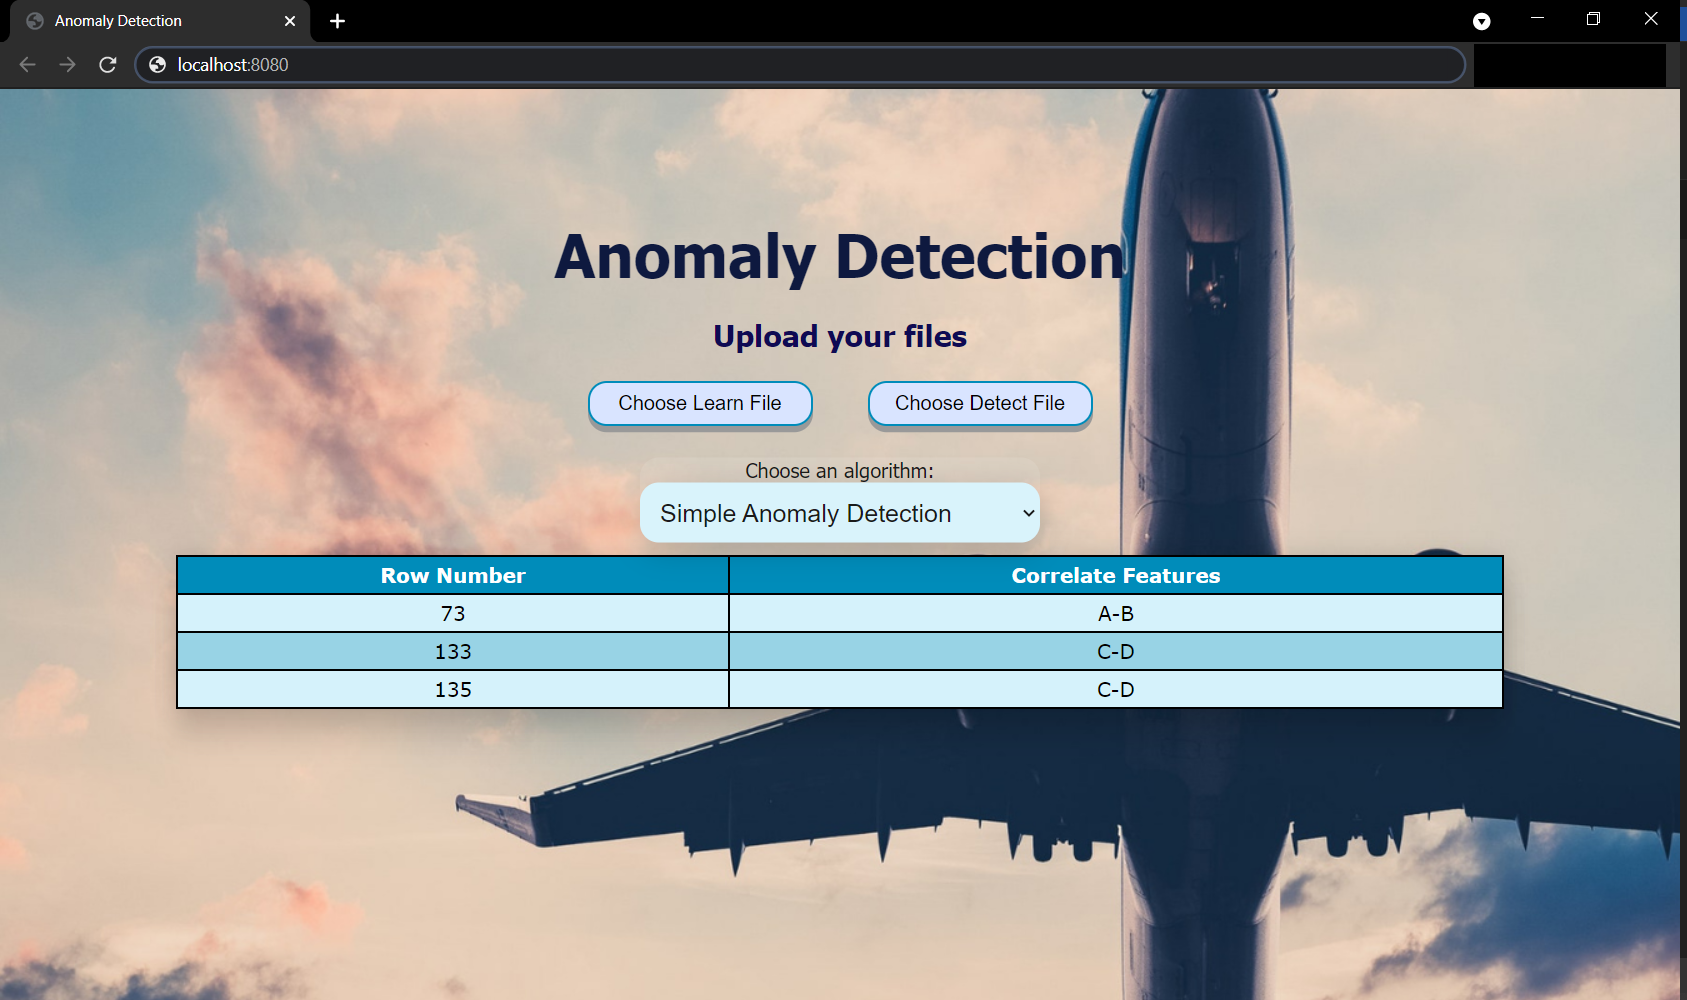 Anomaly Detection
localhost:8080
Anomaly Detection
Upload your files
Choose Learn File Choose Detect File
Choose an algorithm:
Simple Anomaly Detection
Row Number Correlate Features
73 A-B
133 C-D
135 C-D